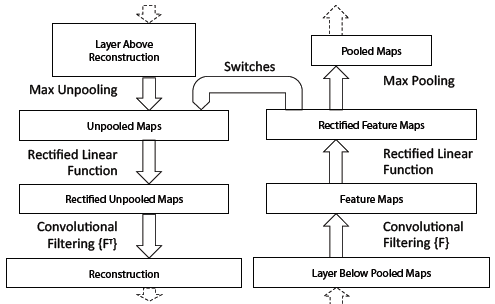 Layer Above
Reconstruction
Max Unpooling
Switches
Unpooled Maps
Rectified Linear
Function
Rectified Unpooled Maps
Convolutional
Filtering {Fᵀ}
Reconstruction
Pooled Maps
Max Pooling
Rectified Feature Maps
Rectified Linear
Function
Feature Maps
Convolutional
Filtering {F}
Layer Below Pooled Maps